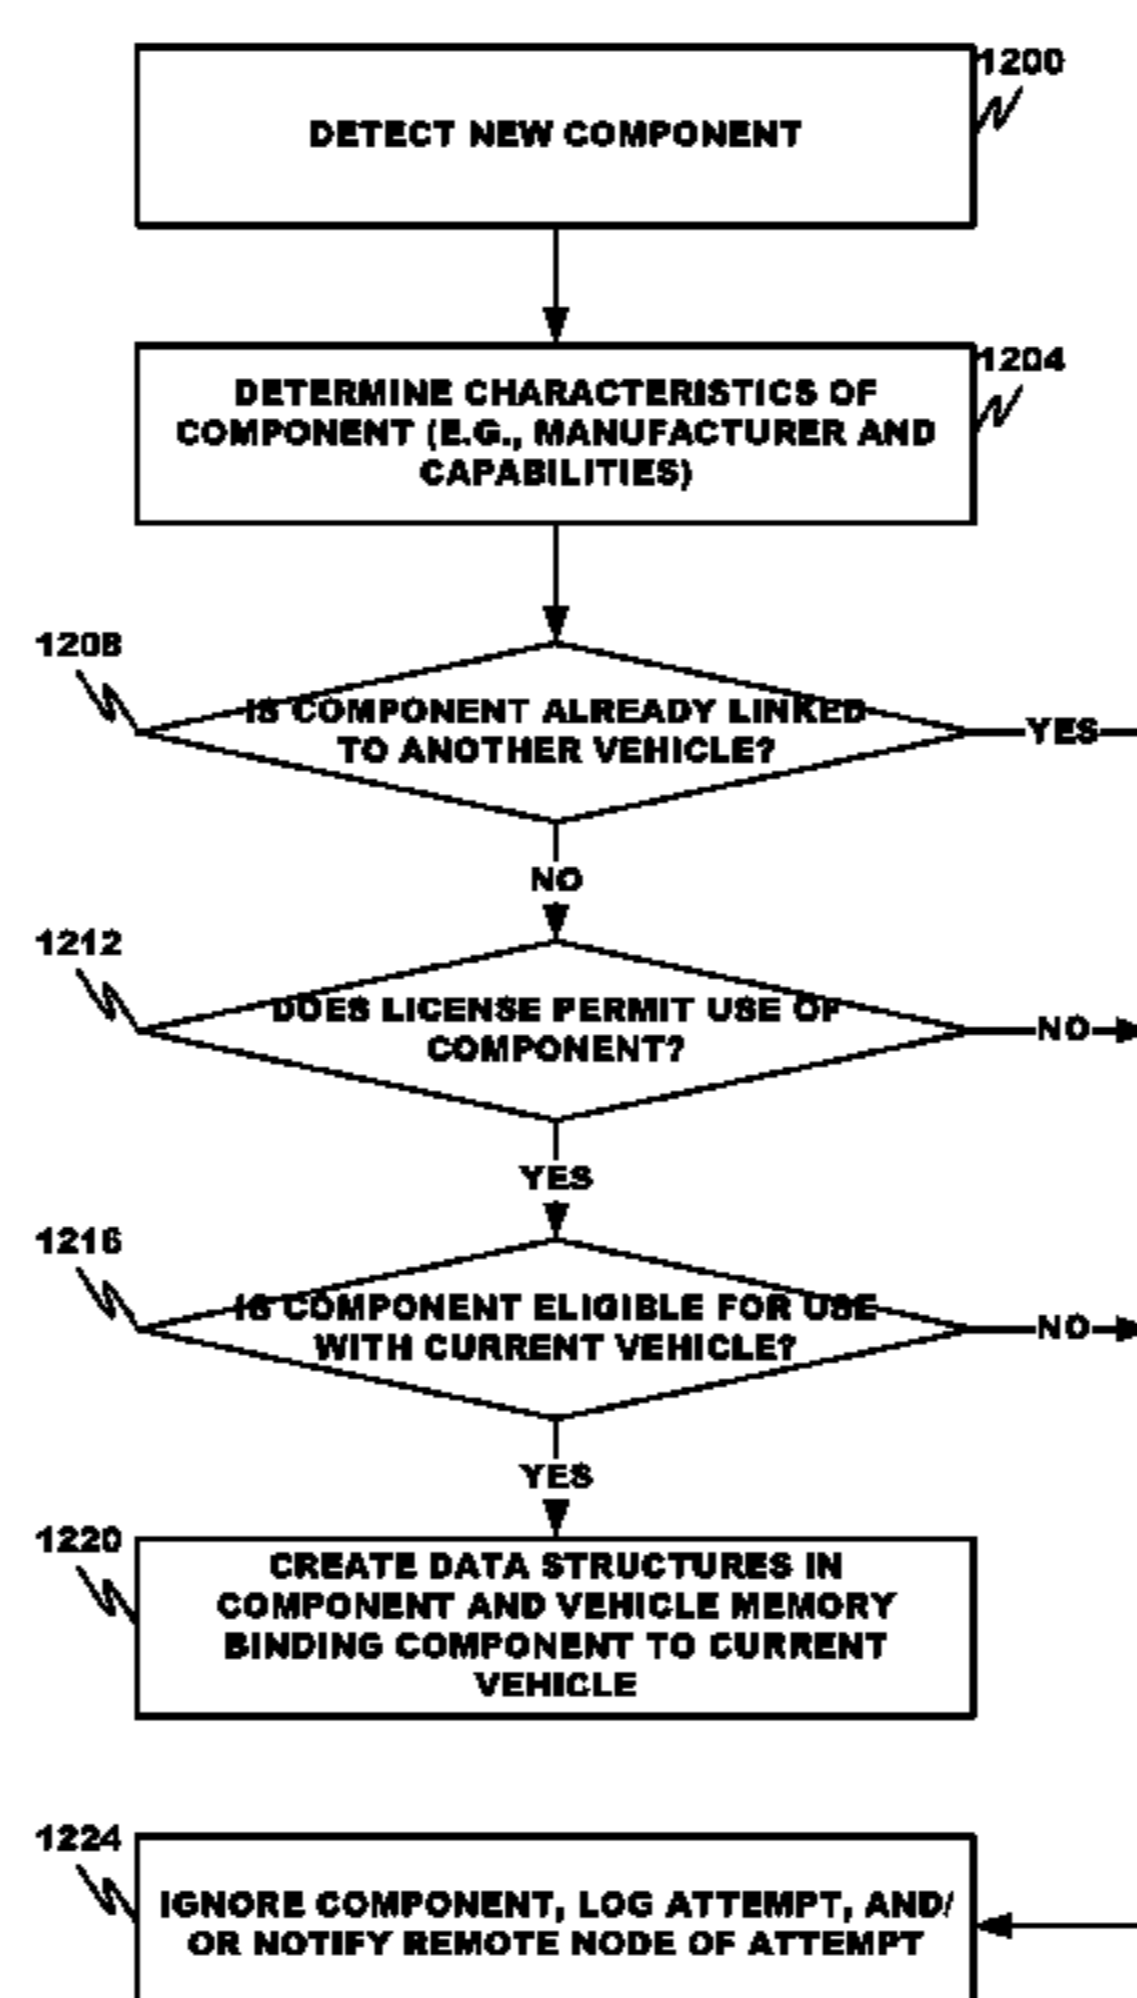 1200
DETECT NEW COMPONENT
1204
DETERMINE CHARACTERISTICS OF
COMPONENT (E.G., MANUFACTURER AND
CAPABILITIES)
1208
IS COMPONENT ALREADY LINKED
TO ANOTHER VEHICLE?
YES
NO
1212
DOES LICENSE PERMIT USE OF
COMPONENT?
NO
YES
1216
IS COMPONENT ELIGIBLE FOR USE
WITH CURRENT VEHICLE?
NO
YES
1220
CREATE DATA STRUCTURES IN
COMPONENT AND VEHICLE MEMORY
BINDING COMPONENT TO CURRENT
VEHICLE
1224
IGNORE COMPONENT, LOG ATTEMPT, AND/
OR NOTIFY REMOTE NODE OF ATTEMPT